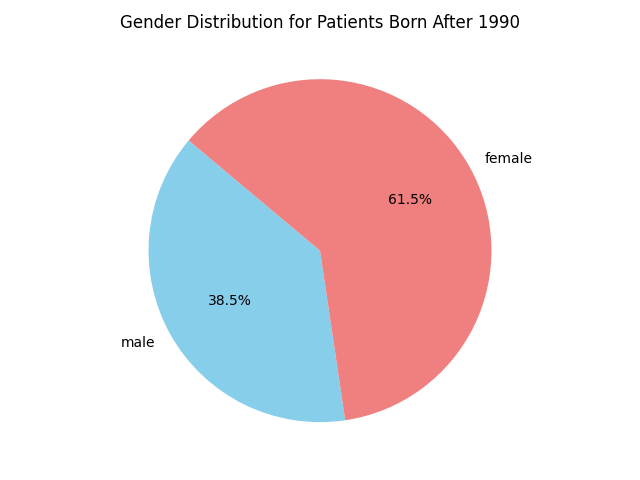 Gender Distribution for Patients Born After 1990
female
61.5%
38.5%
male